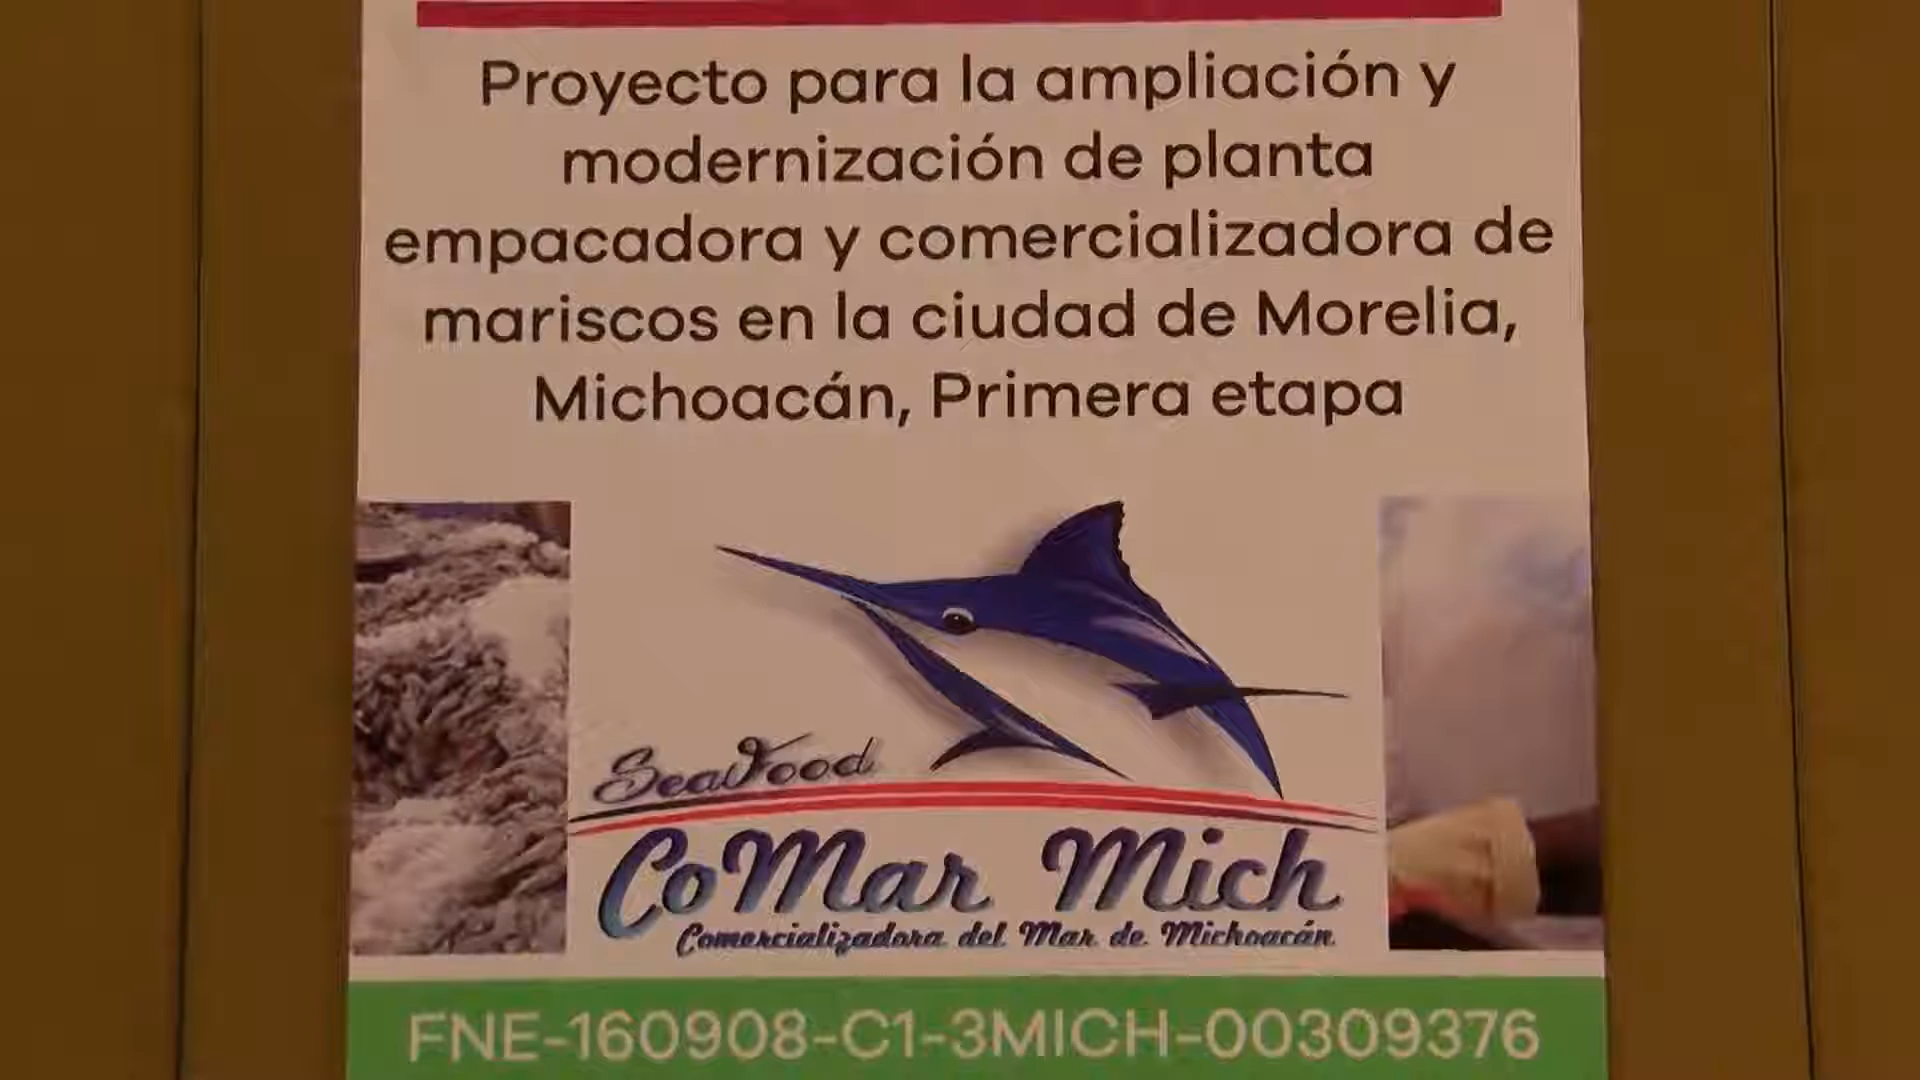 Proyecto para la ampliación y
modernización de planta
empacadora y comercializadora de
mariscos en la ciudad de Morelia,
Michoacán, Primera etapa
SeaFood
CoMar Mich
Comercializadora del Mar de Michoacán
FNE-160908-C1-3MICH-00309376